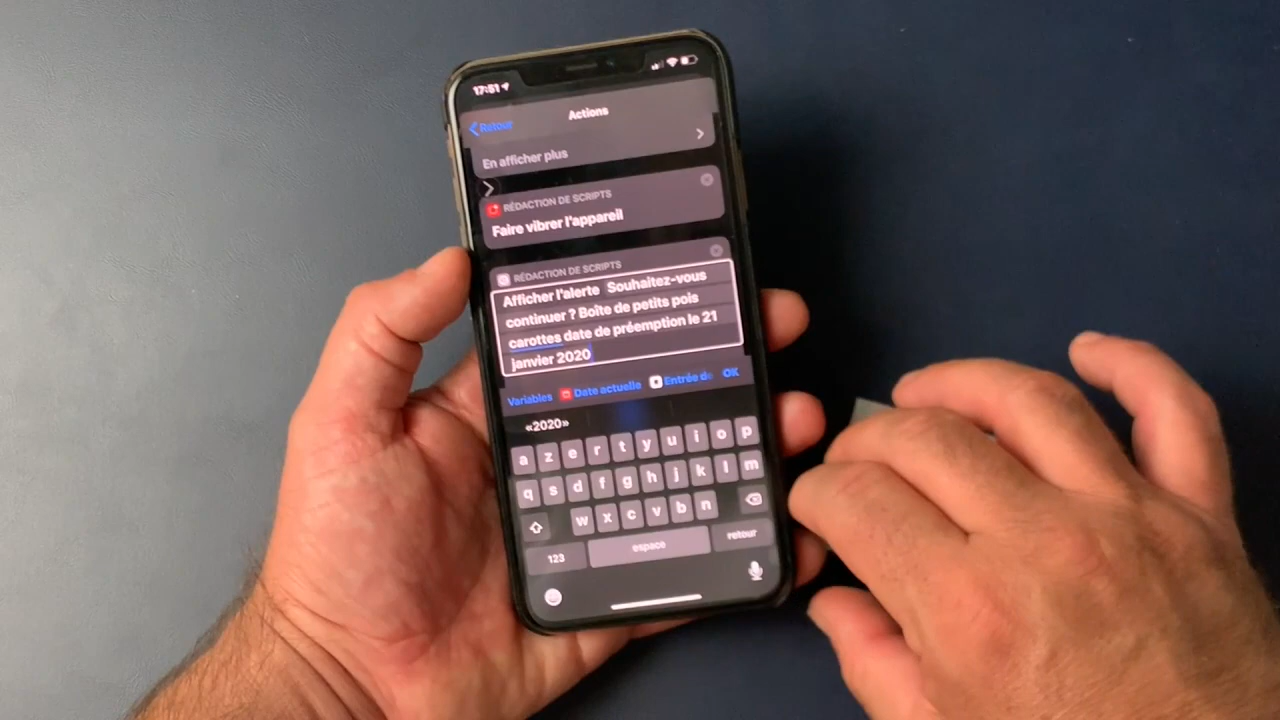 17:51
Retour
Actions
En afficher plus
RÉDACTION DE SCRIPTS
Faire vibrer l'appareil
RÉDACTION DE SCRIPTS
Afficher l'alerte Souhaitez-vous
continuer ? Boîte de petits pois
carottes date de préemption le 21
janvier 2020
Variables Date actuelle Entrée de OK
«2020»
a z e r t y u i o p
q s d f g h j k l m
w x c v b n
123 espace retour